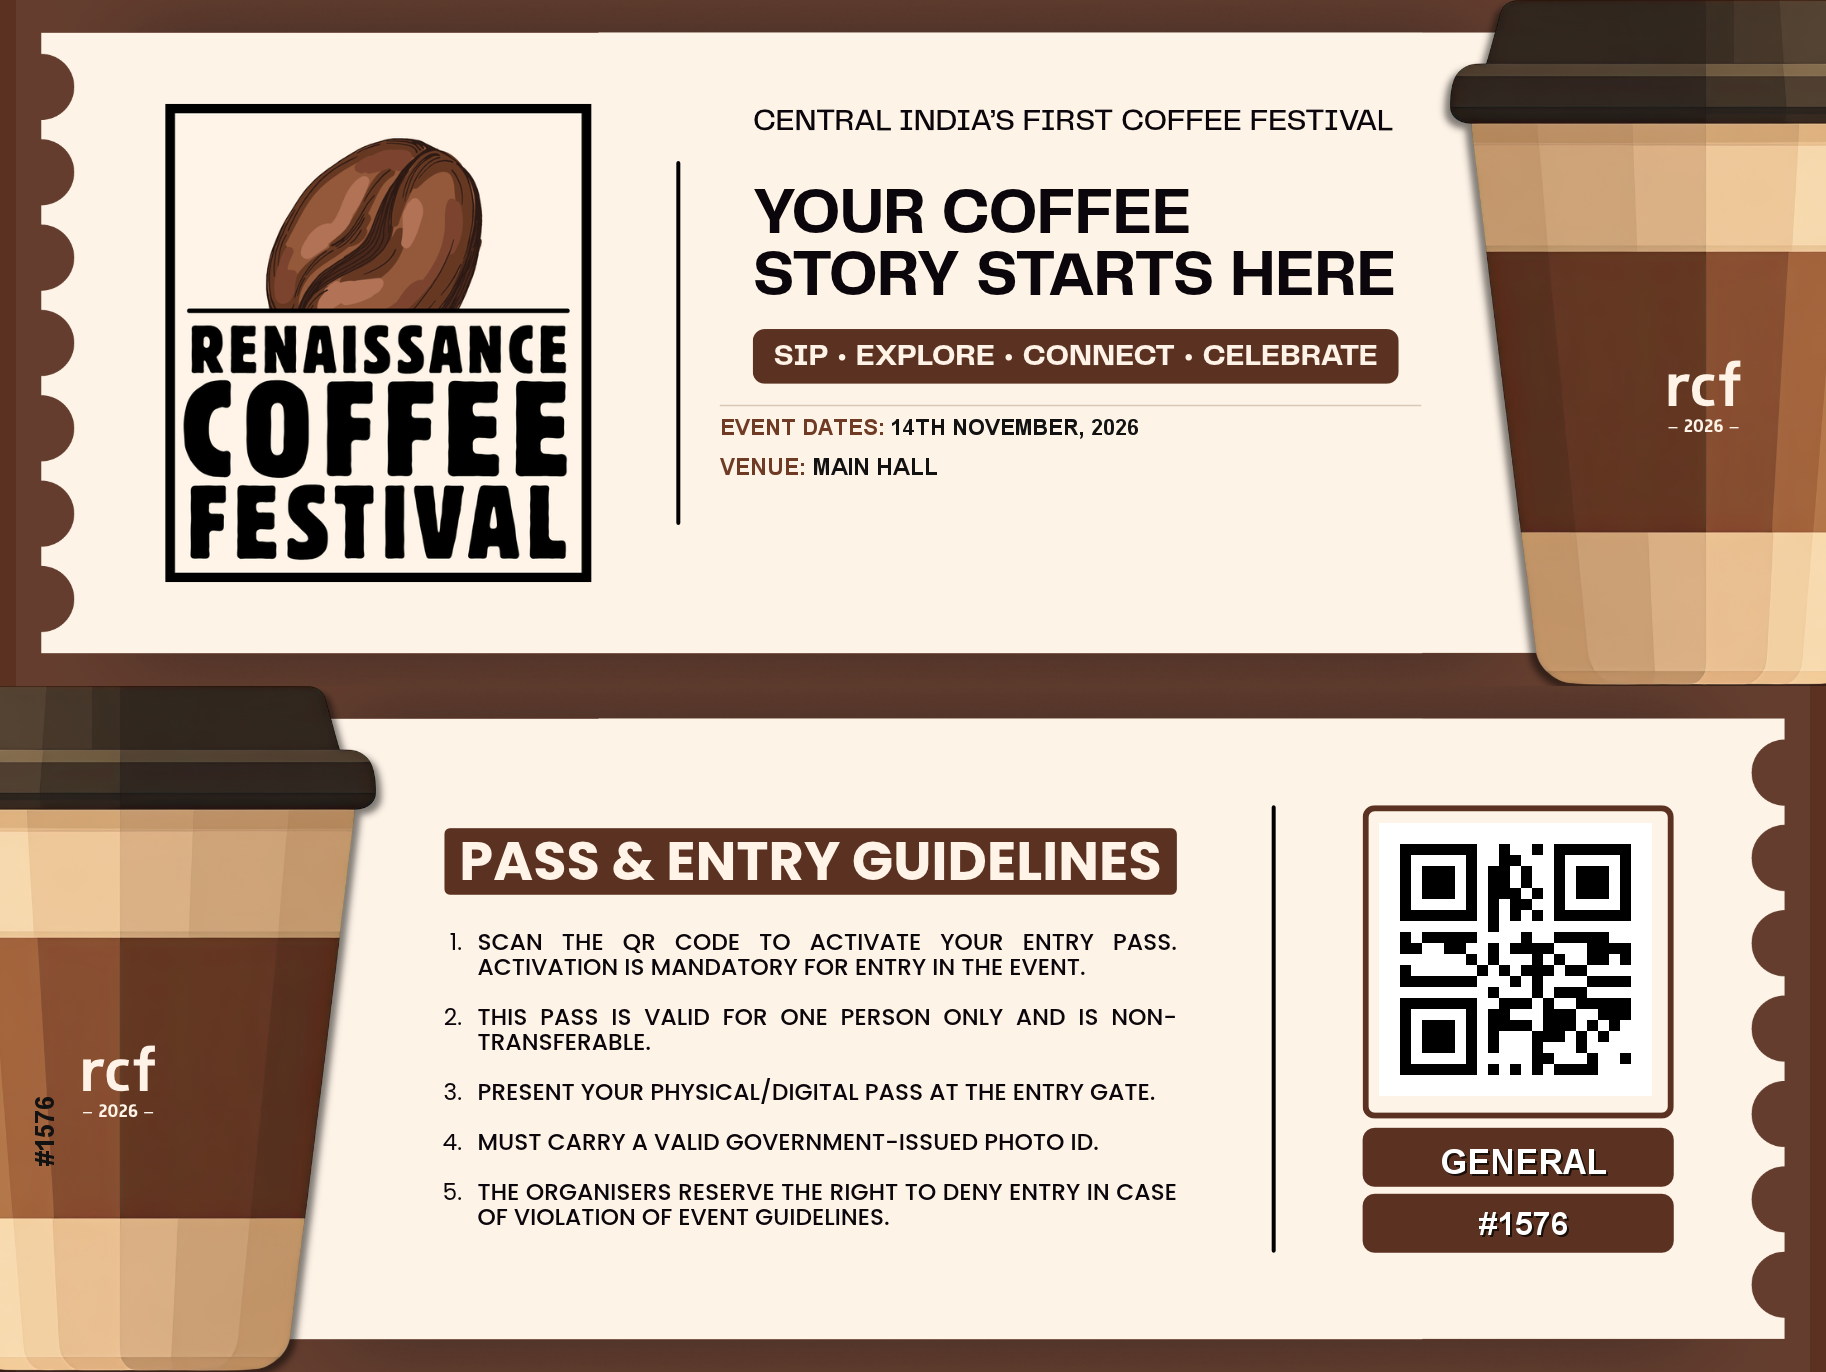 RENAISSANCE
COFFEE
FESTIVAL
CENTRAL INDIA'S FIRST COFFEE FESTIVAL
YOUR COFFEE
STORY STARTS HERE
SIP • EXPLORE • CONNECT • CELEBRATE
EVENT DATES: 14TH NOVEMBER, 2026
VENUE: MAIN HALL
rcf
– 2026 –
rcf
– 2026 –
#1576
PASS & ENTRY GUIDELINES
1. SCAN THE QR CODE TO ACTIVATE YOUR ENTRY PASS.
ACTIVATION IS MANDATORY FOR ENTRY IN THE EVENT.
2. THIS PASS IS VALID FOR ONE PERSON ONLY AND IS NON-
TRANSFERABLE.
3. PRESENT YOUR PHYSICAL/DIGITAL PASS AT THE ENTRY GATE.
4. MUST CARRY A VALID GOVERNMENT-ISSUED PHOTO ID.
5. THE ORGANISERS RESERVE THE RIGHT TO DENY ENTRY IN CASE
OF VIOLATION OF EVENT GUIDELINES.
GENERAL
#1576